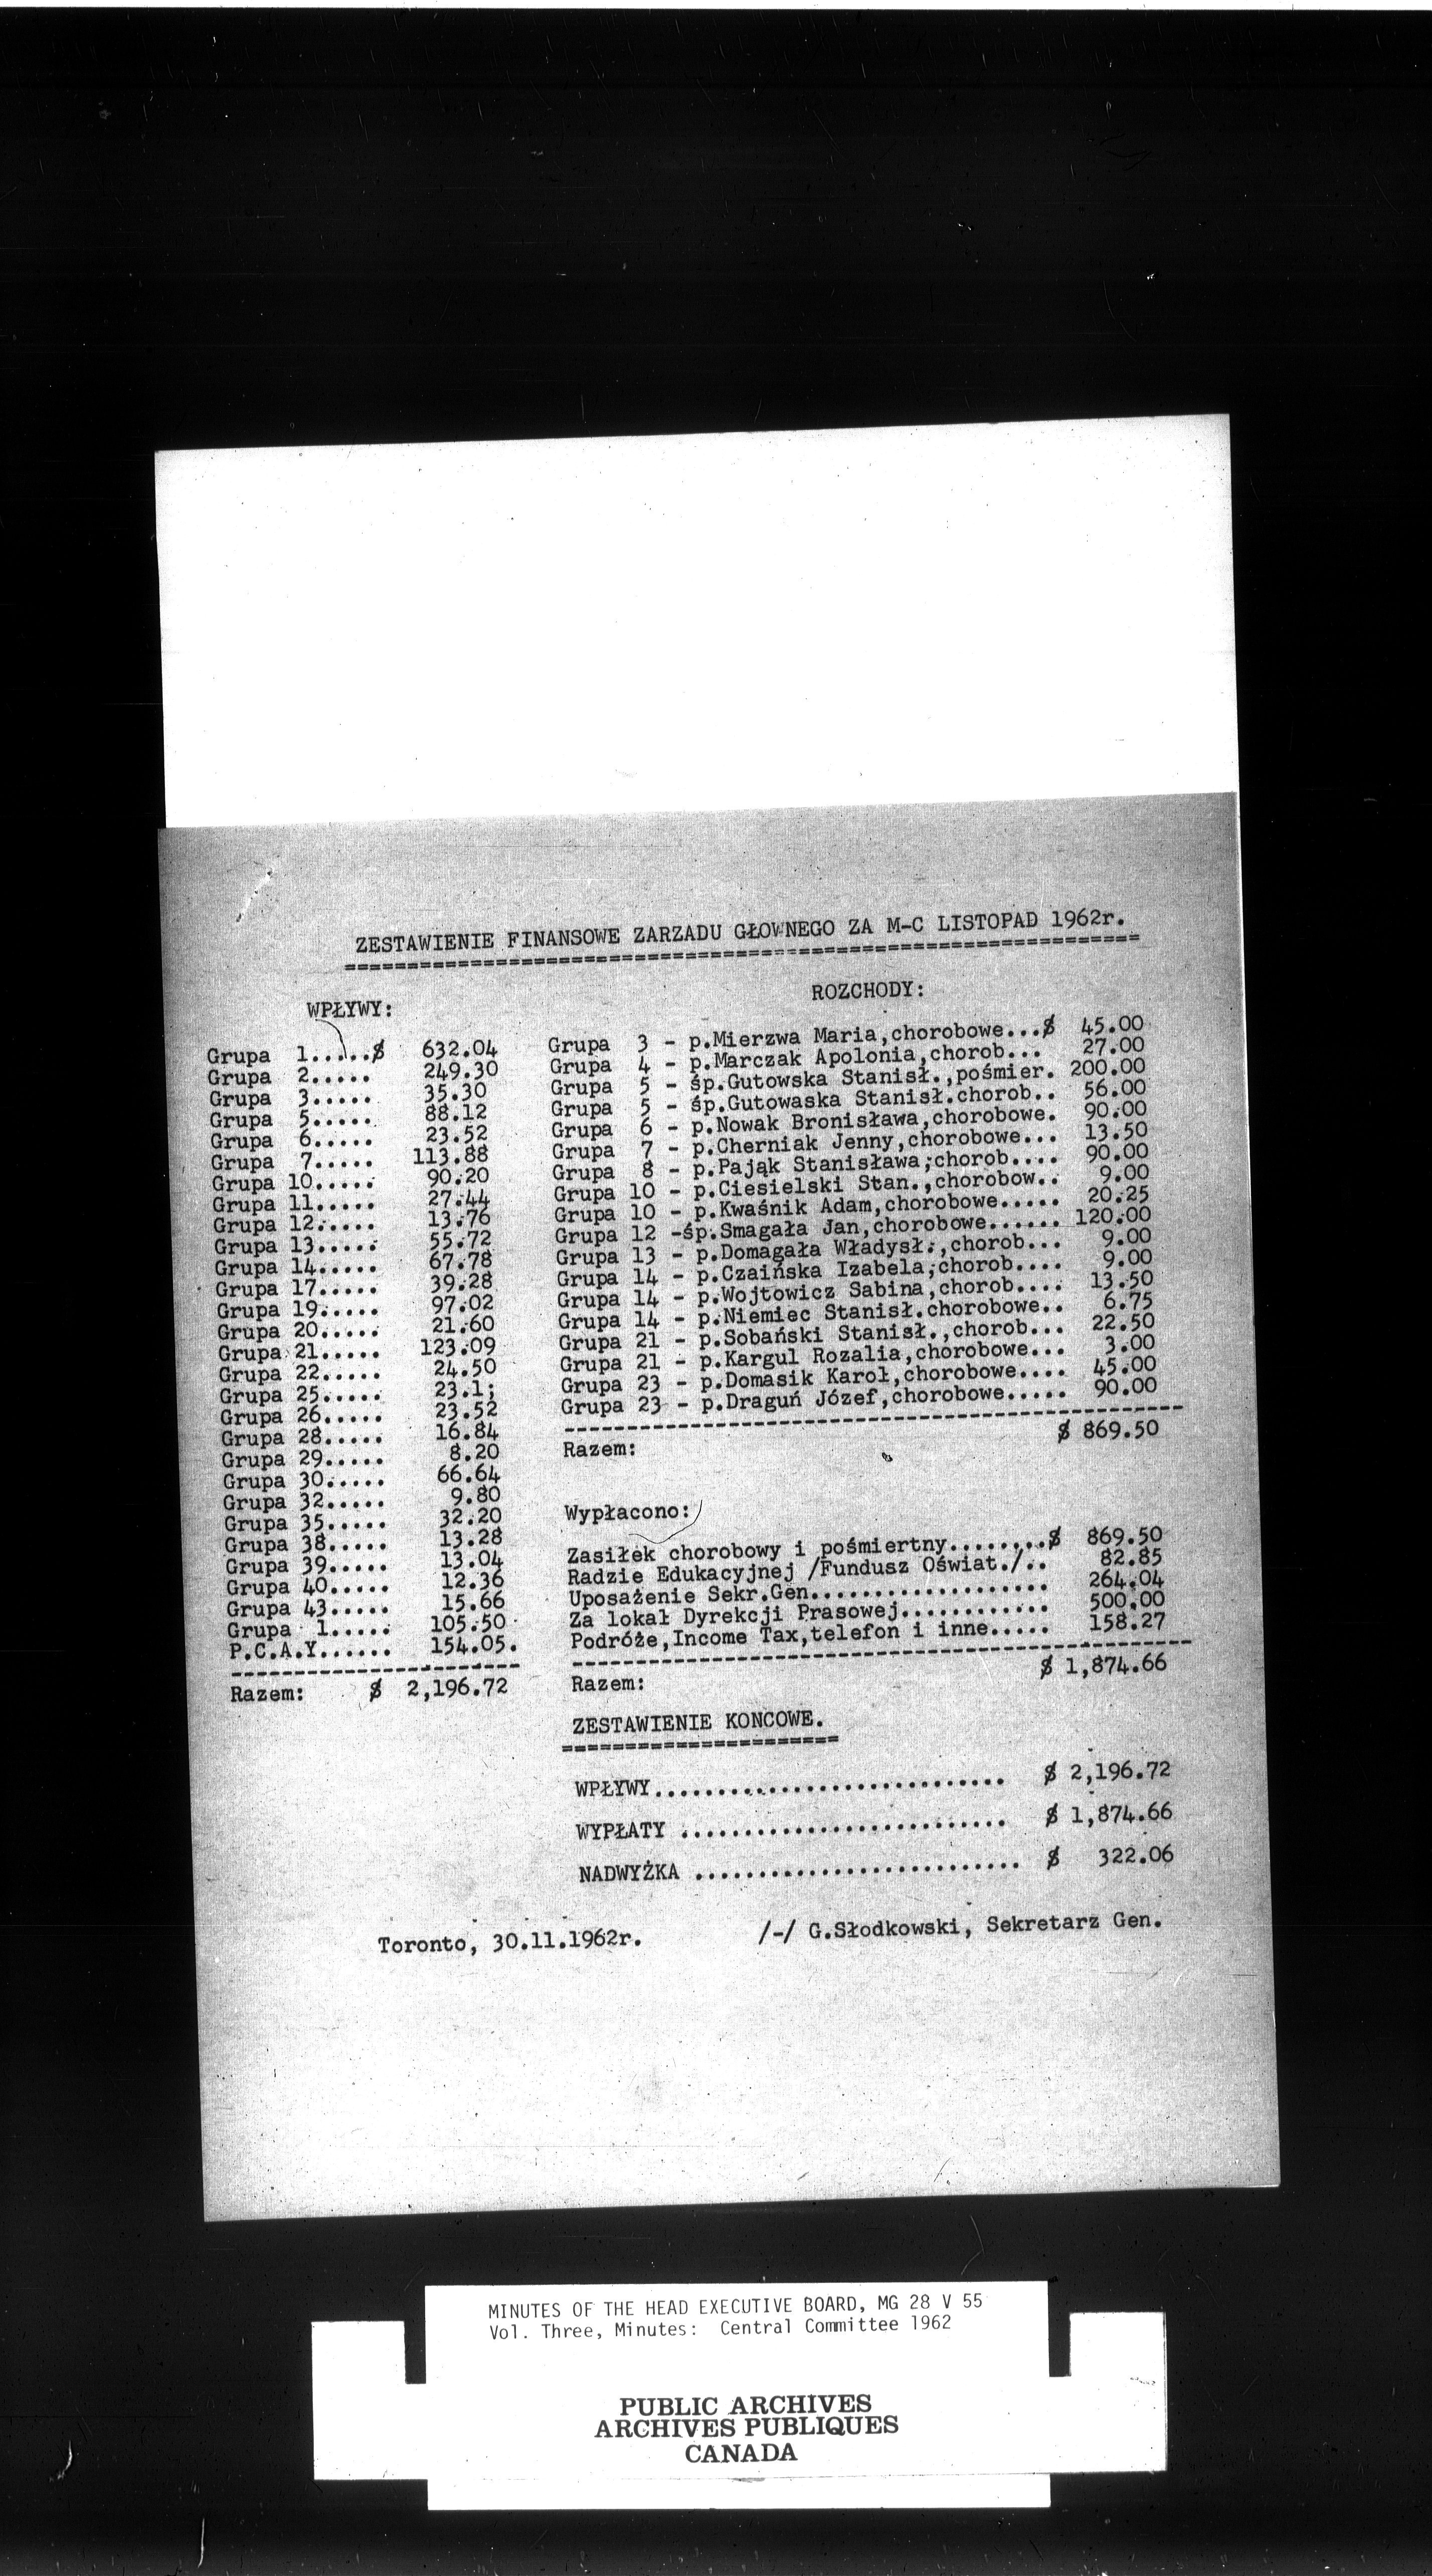 ZESTAWIENIE FINANSOWE ZARZADU GŁOWNEGO ZA M-C LISTOPAD 1962r.
WPŁYWY:
Grupa 1.....$ 632.04
Grupa 2..... 249.30
Grupa 3..... 35.30
Grupa 5..... 88.12
Grupa 6..... 23.52
Grupa 7..... 113.88
Grupa 10..... 90.20
Grupa 11..... 27.44
Grupa 12..... 13.76
Grupa 13..... 55.72
Grupa 14..... 67.78
Grupa 17..... 39.28
Grupa 19..... 97.02
Grupa 20..... 21.60
Grupa 21..... 123.09
Grupa 22..... 24.50
Grupa 25..... 23.1;
Grupa 26..... 23.52
Grupa 28..... 16.84
Grupa 29..... 8.20
Grupa 30..... 66.64
Grupa 32..... 9.80
Grupa 35..... 32.20
Grupa 38..... 13.28
Grupa 39..... 13.04
Grupa 40..... 12.36
Grupa 43..... 15.66
Grupa 1..... 105.50
P.C.A.Y...... 154.05.
Razem: $ 2,196.72
ROZCHODY:
Grupa 3 - p.Mierzwa Maria,chorobowe...$ 45.00
Grupa 4 - p.Marczak Apolonia,chorob... 27.00
Grupa 5 - śp.Gutowska Stanisł.,pośmier. 200.00
Grupa 5 - śp.Gutowaska Stanisł.chorob.. 56.00
Grupa 6 - p.Nowak Bronisława,chorobowe. 90.00
Grupa 7 - p.Cherniak Jenny,chorobowe... 13.50
Grupa 8 - p.Pająk Stanisława,chorob.... 90.00
Grupa 10 - p.Ciesielski Stan.,chorobow.. 9.00
Grupa 10 - p.Kwaśnik Adam,chorobowe..... 20.25
Grupa 12 -śp.Smagała Jan,chorobowe...... 120.00
Grupa 13 - p.Domagała Władysł.,chorob... 9.00
Grupa 14 - p.Czaińska Izabela,chorob.... 9.00
Grupa 14 - p.Wojtowicz Sabina,chorob.... 13.50
Grupa 14 - p.Niemiec Stanisł.chorobowe.. 6.75
Grupa 21 - p.Sobański Stanisł.,chorob... 22.50
Grupa 21 - p.Kargul Rozalia,chorobowe... 3.00
Grupa 23 - p.Domasik Karoł,chorobowe.... 45.00
Grupa 23 - p.Draguń Józef,chorobowe..... 90.00
Razem: $ 869.50
Wypłacono:
Zasiłek chorobowy i pośmiertny........$ 869.50
Radzie Edukacyjnej /Fundusz Oświat./.. 82.85
Uposażenie Sekr.Gen................... 264.04
Za lokal Dyrekcji Prasowej............ 500.00
Podróże,Income Tax,telefon i inne..... 158.27
Razem: $ 1,874.66
ZESTAWIENIE KONCOWE.
WPŁYWY............................ $ 2,196.72
WYPŁATY .......................... $ 1,874.66
NADWYŻKA .......................... $ 322.06
Toronto, 30.11.1962r. /-/ G.Słodkowski, Sekretarz Gen.
MINUTES OF THE HEAD EXECUTIVE BOARD, MG 28 V 55
Vol. Three, Minutes: Central Committee 1962
PUBLIC ARCHIVES
ARCHIVES PUBLIQUES
CANADA